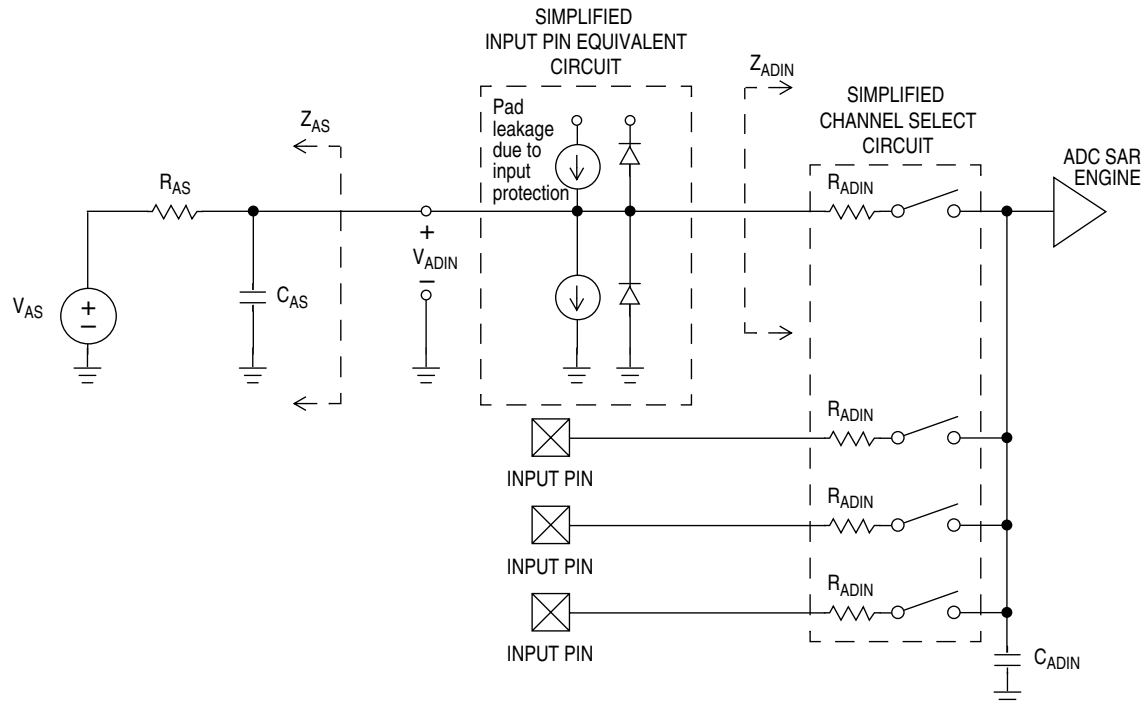 SIMPLIFIED
INPUT PIN EQUIVALENT
CIRCUIT
Pad
leakage
due to
input
protection
Z_ADIN
SIMPLIFIED
CHANNEL SELECT
CIRCUIT
ADC SAR
ENGINE
Z_AS
R_AS
R_ADIN
+
V_ADIN
−
V_AS
+
−
C_AS
R_ADIN
INPUT PIN
R_ADIN
INPUT PIN
R_ADIN
INPUT PIN
C_ADIN